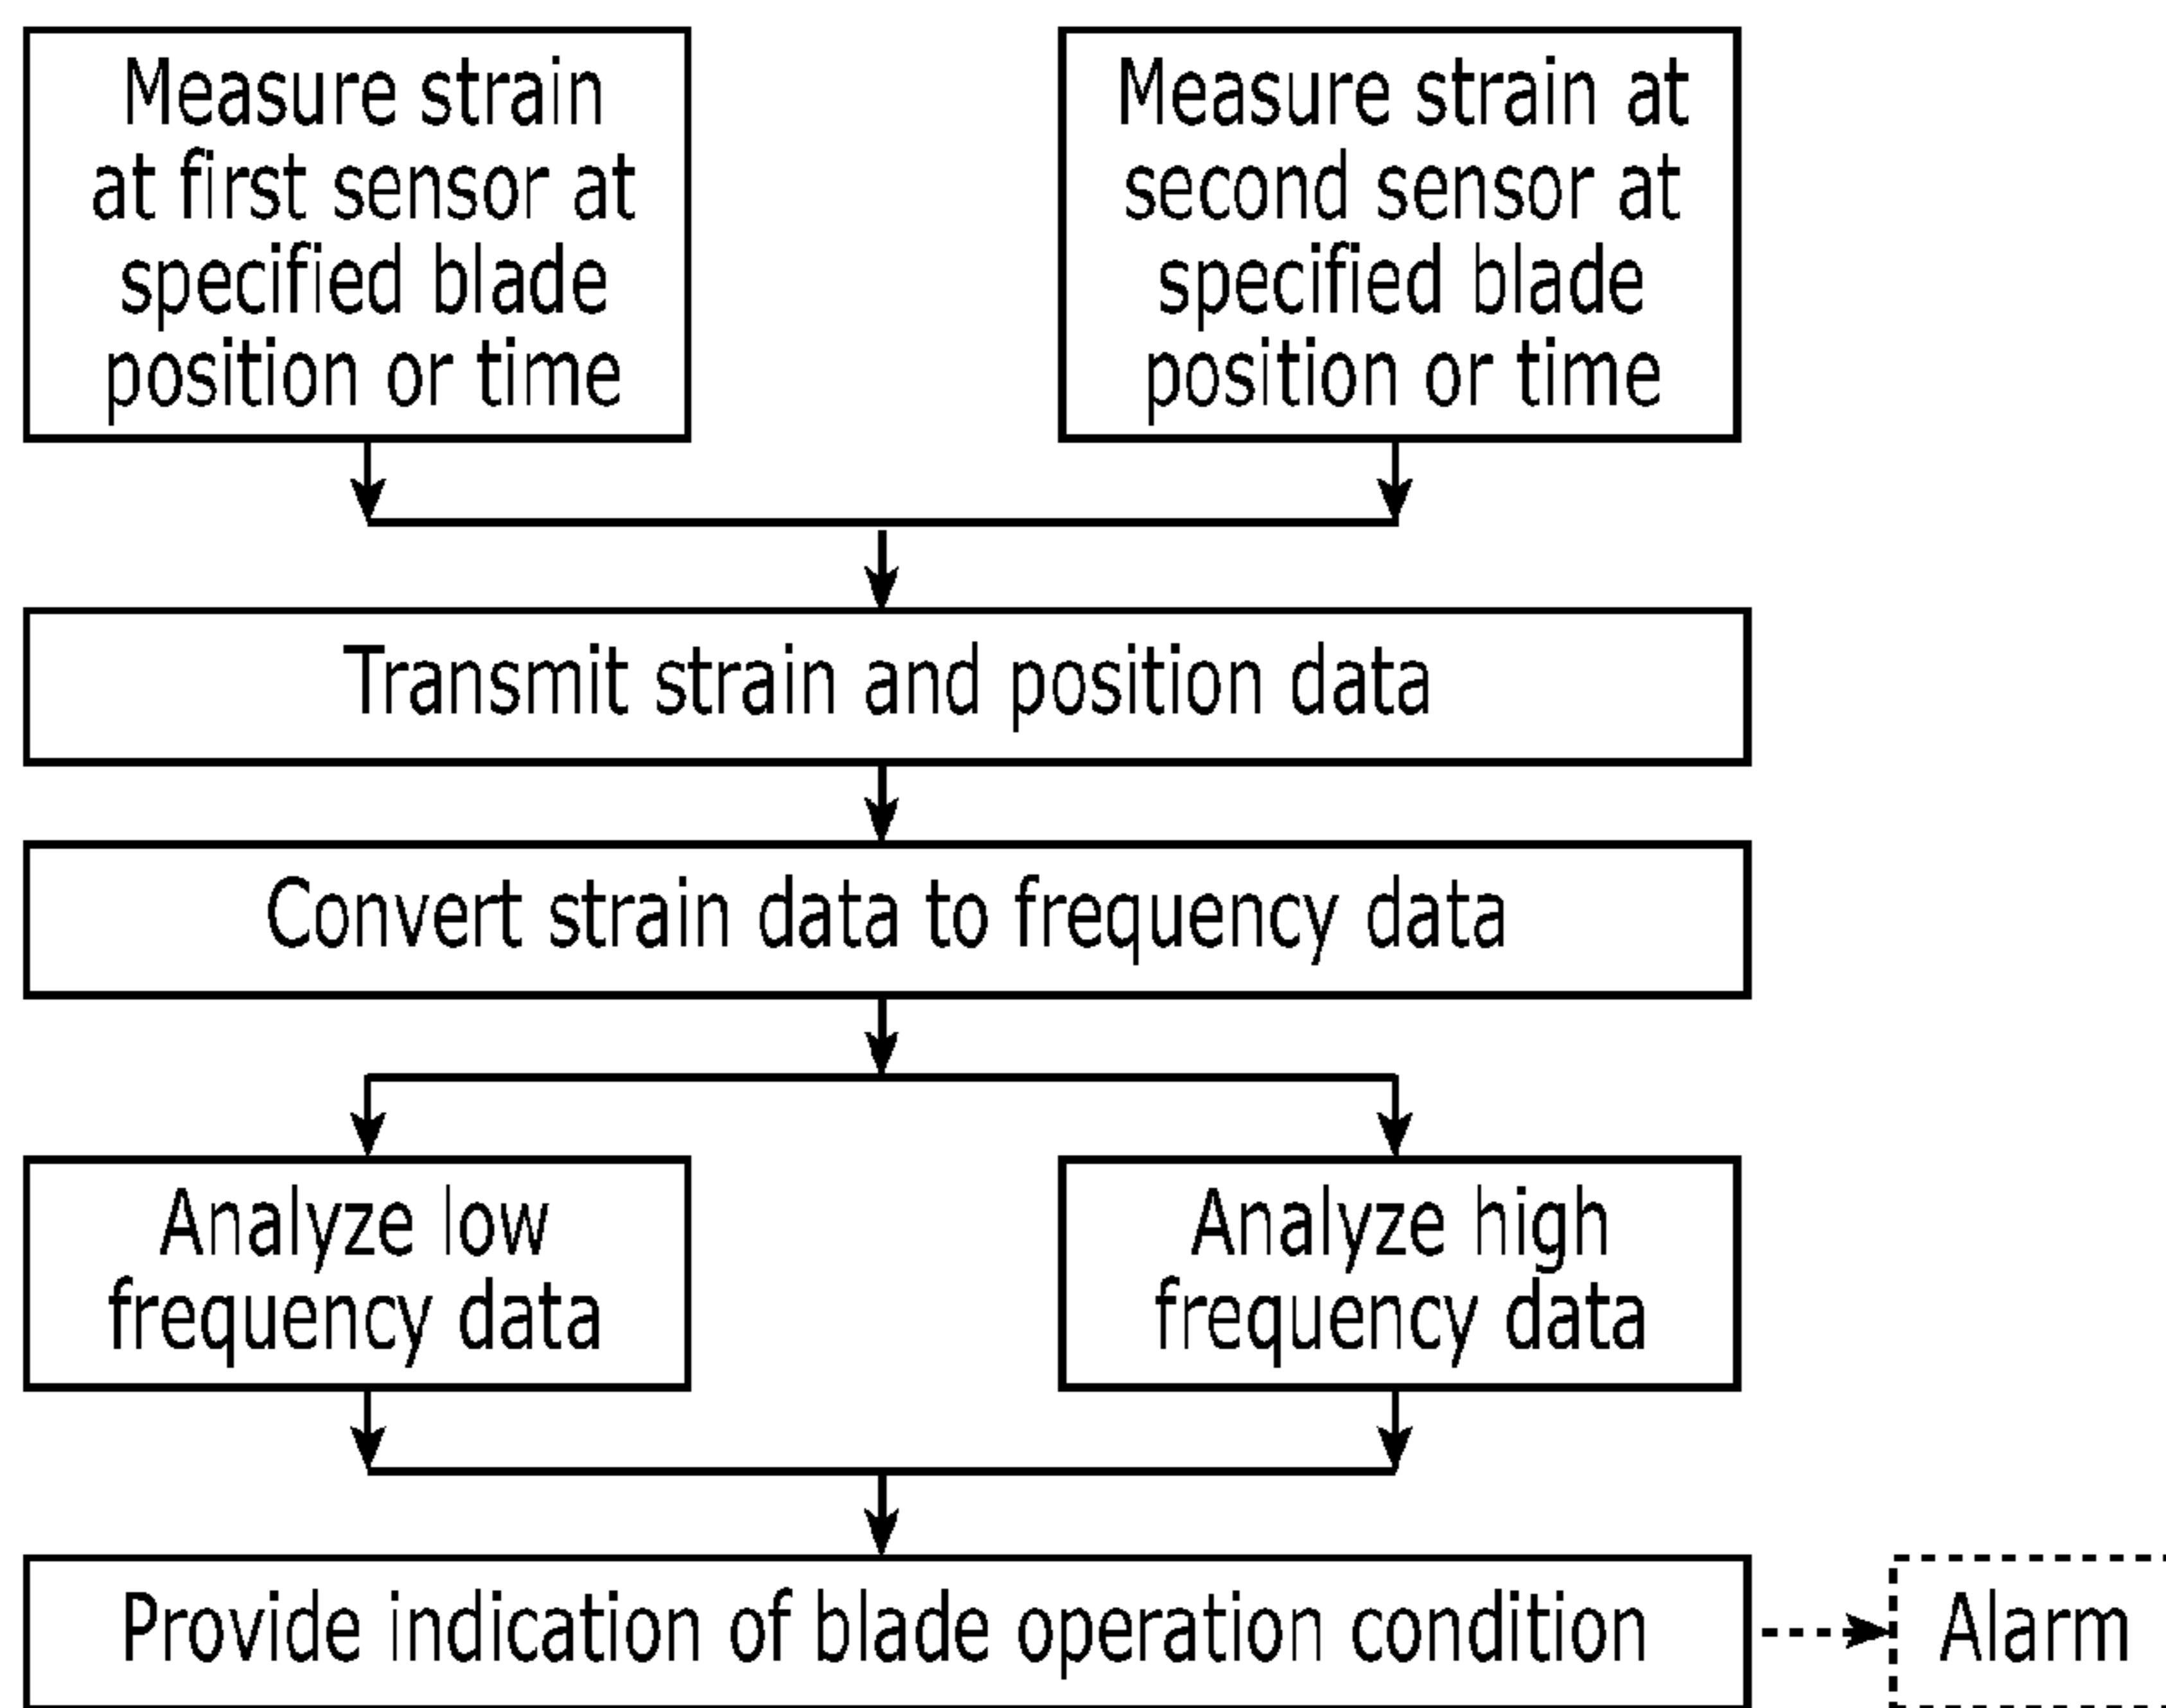 Measure strain
at first sensor at
specified blade
position or time
Measure strain at
second sensor at
specified blade
position or time
Transmit strain and position data
Convert strain data to frequency data
Analyze low
frequency data
Analyze high
frequency data
Provide indication of blade operation condition
Alarm